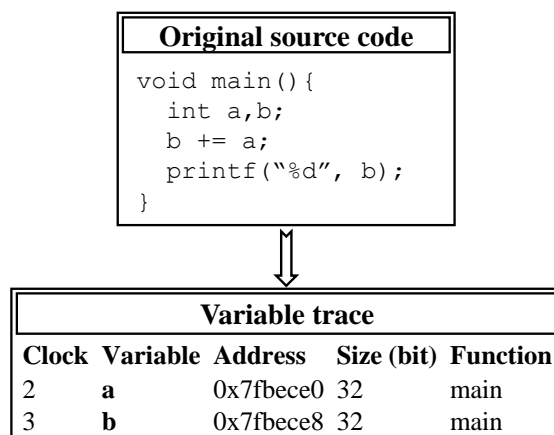 Original source code
void main(){
int a,b;
b += a;
printf(“%d”, b);
}
Variable trace
Clock Variable Address Size (bit) Function
2 a 0x7fbece0 32 main
3 b 0x7fbece8 32 main